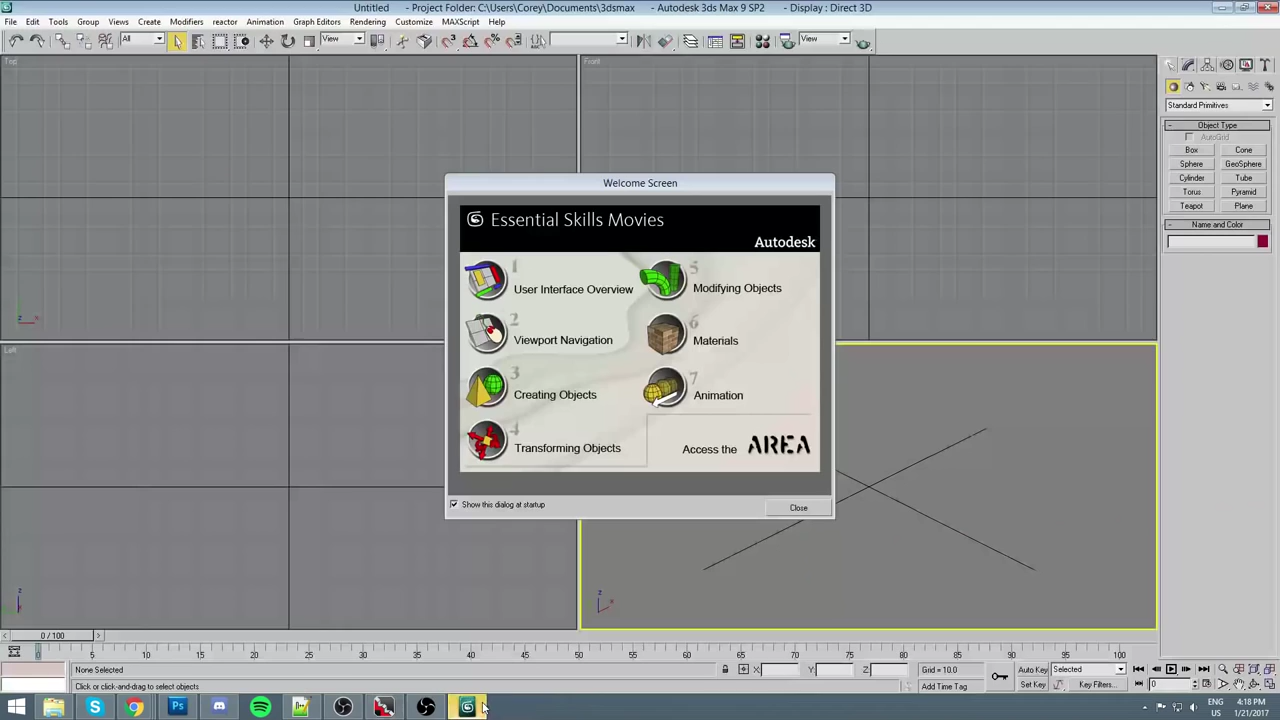 Untitled - Project Folder: C:\Users\Corey\Documents\3dsmax - Autodesk 3ds Max 9 SP2 - Display : Direct 3D
File Edit Tools Group Views Create Modifiers reactor Animation Graph Editors Rendering Customize MAXScript Help
All View View
Top Front
Standard Primitives
Object Type
AutoGrid
Box Cone
Sphere GeoSphere
Cylinder Tube
Torus Pyramid
Teapot Plane
Name and Color
Welcome Screen
Essential Skills Movies
Autodesk
1 User Interface Overview
5 Modifying Objects
2 Viewport Navigation
6 Materials
3 Creating Objects
7 Animation
4 Transforming Objects
Access the AREA
Show this dialog at startup Close
Left
0 / 100
0 10 15 20 25 30 35 40 45 50 55 60 65 70 75 80 85 90 95 100
None Selected X: Y: Z: Grid = 10.0 Auto Key Selected
Click or click-and-drag to select objects Add Time Tag Set Key Key Filters... 0
ENG 4:18 PM
US 1/21/2017